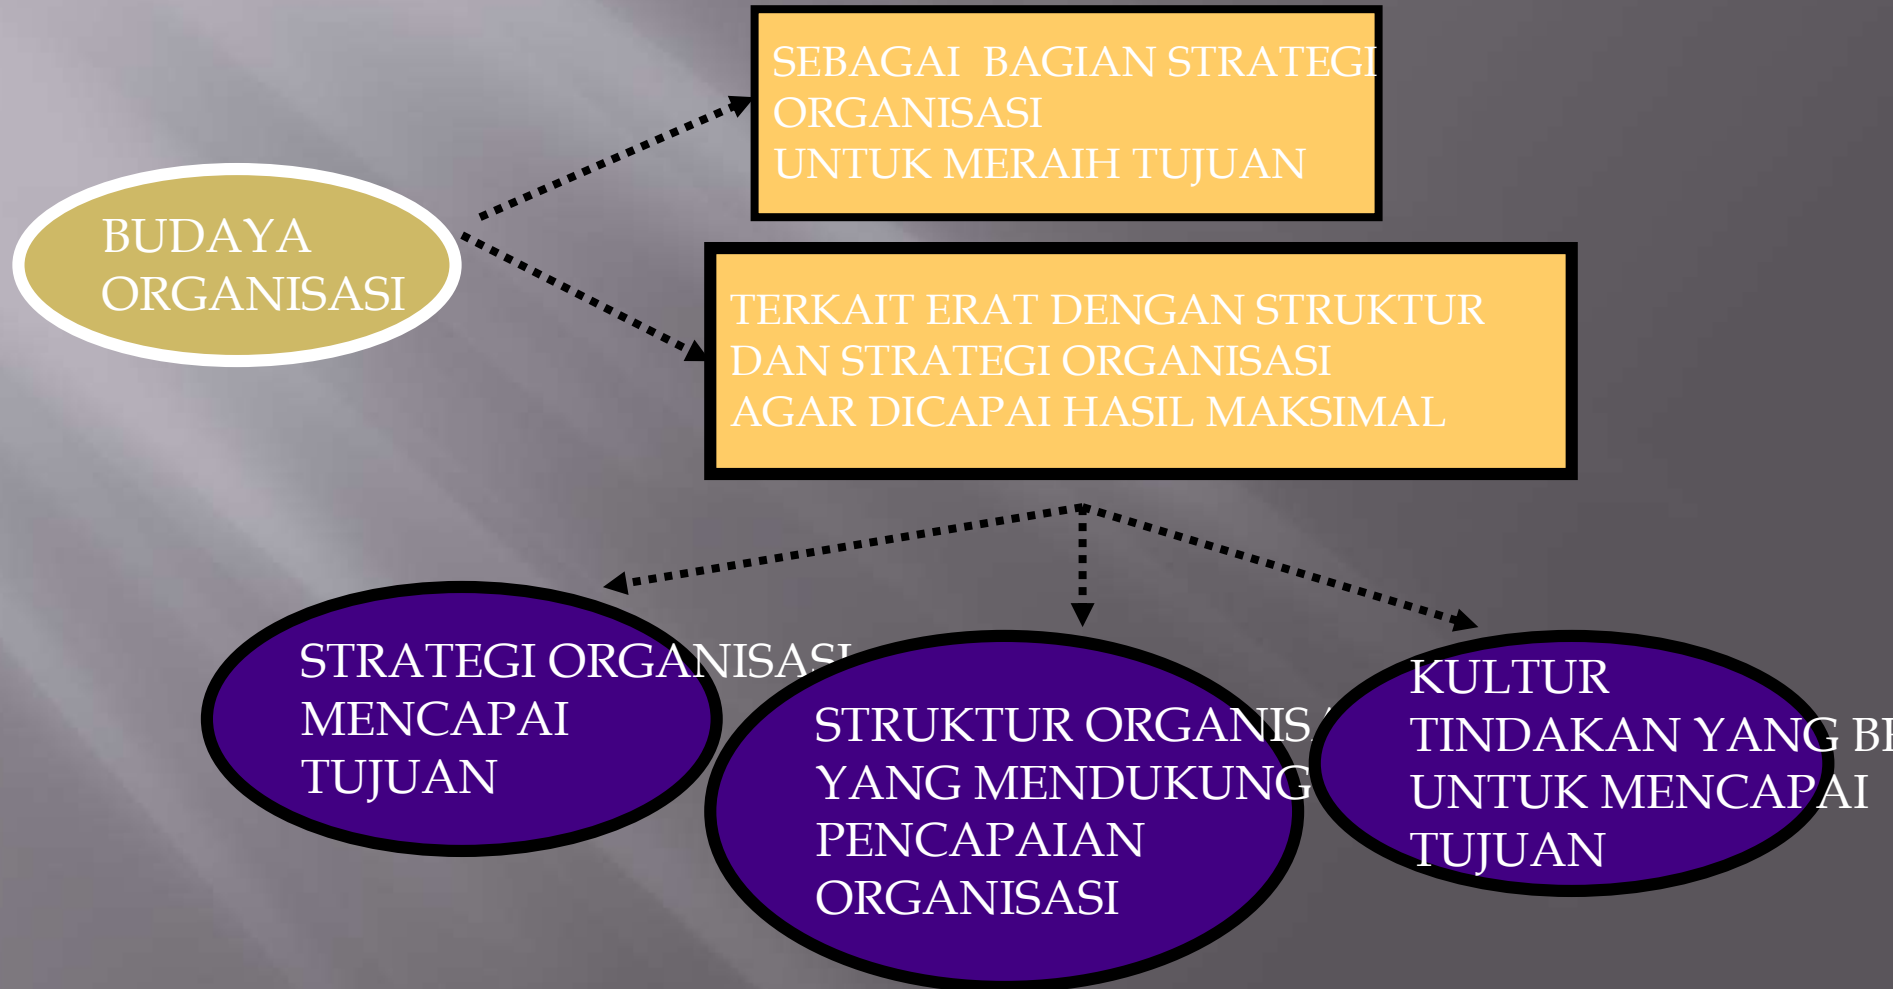 SEBAGAI  BAGIAN STRATEGI
ORGANISASI
UNTUK MERAIH TUJUAN
BUDAYA
ORGANISASI
TERKAIT ERAT DENGAN STRUKTUR
DAN STRATEGI ORGANISASI
AGAR DICAPAI HASIL MAKSIMAL
STRATEGI ORGANISASI
MENCAPAI
TUJUAN
STRUKTUR
YANG MENDUKUNG
PENCAPAIAN
ORGANISASI
KULTUR
TINDAKAN YANG
UNTUK MENCAPAI
TUJUAN